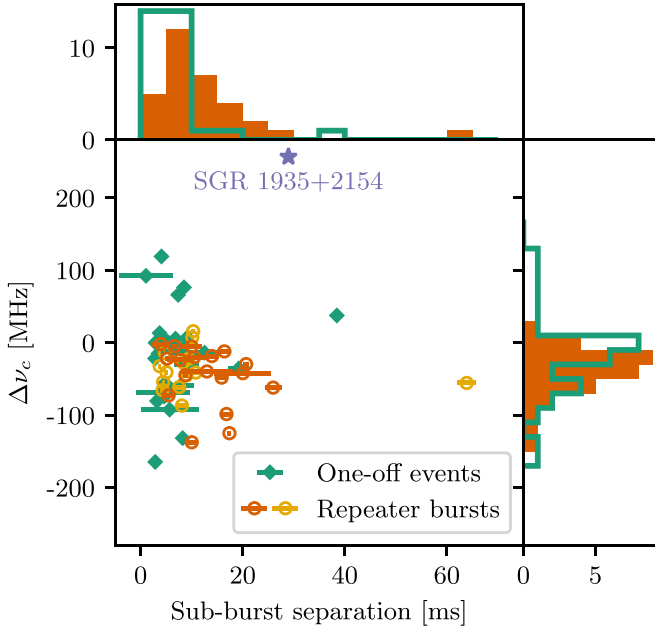 10
0
SGR 1935+2154
200
100
0
-100
-200
Δν_c [MHz]
One-off events
Repeater bursts
0 20 40 60
0 5
Sub-burst separation [ms]